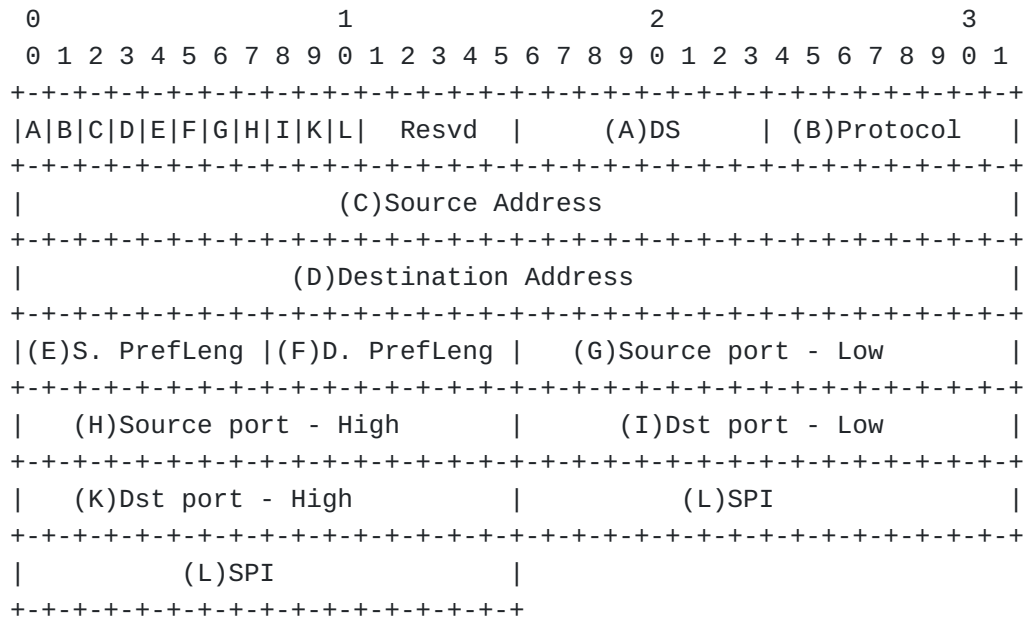 0                   1                   2                   3
 0 1 2 3 4 5 6 7 8 9 0 1 2 3 4 5 6 7 8 9 0 1 2 3 4 5 6 7 8 9 0 1
+-+-+-+-+-+-+-+-+-+-+-+-+-+-+-+-+-+-+-+-+-+-+-+-+-+-+-+-+-+-+-+-+
|A|B|C|D|E|F|G|H|I|K|L|  Resvd  |     (A)DS     | (B)Protocol   |
+-+-+-+-+-+-+-+-+-+-+-+-+-+-+-+-+-+-+-+-+-+-+-+-+-+-+-+-+-+-+-+-+
|                    (C)Source Address                          |
+-+-+-+-+-+-+-+-+-+-+-+-+-+-+-+-+-+-+-+-+-+-+-+-+-+-+-+-+-+-+-+-+
|                 (D)Destination Address                        |
+-+-+-+-+-+-+-+-+-+-+-+-+-+-+-+-+-+-+-+-+-+-+-+-+-+-+-+-+-+-+-+-+
|(E)S. PrefLeng |(F)D. PrefLeng |   (G)Source port - Low        |
+-+-+-+-+-+-+-+-+-+-+-+-+-+-+-+-+-+-+-+-+-+-+-+-+-+-+-+-+-+-+-+-+
|   (H)Source port - High       |      (I)Dst port - Low        |
+-+-+-+-+-+-+-+-+-+-+-+-+-+-+-+-+-+-+-+-+-+-+-+-+-+-+-+-+-+-+-+-+
|   (K)Dst port - High          |          (L)SPI               |
+-+-+-+-+-+-+-+-+-+-+-+-+-+-+-+-+-+-+-+-+-+-+-+-+-+-+-+-+-+-+-+-+
|          (L)SPI               |
+-+-+-+-+-+-+-+-+-+-+-+-+-+-+-+-+